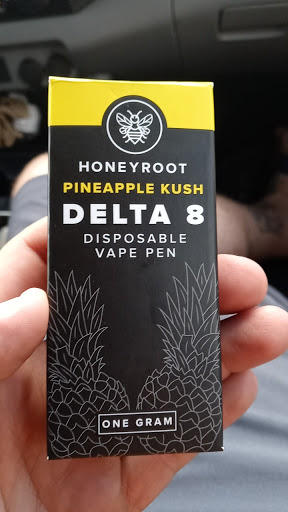 HONEYROOT
PINEAPPLE KUSH
DELTA 8
DISPOSABLE
VAPE PEN
ONE GRAM